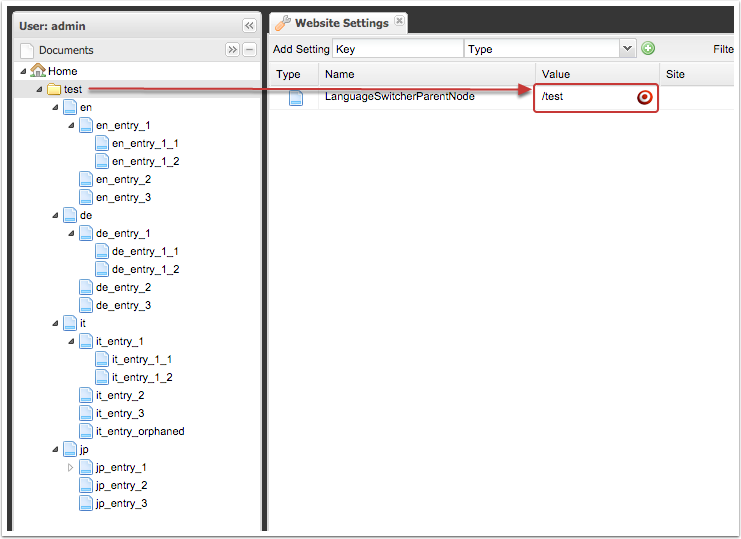 User: admin
Documents
Home
test
en
en_entry_1
en_entry_1_1
en_entry_1_2
en_entry_2
en_entry_3
de
de_entry_1
de_entry_1_1
de_entry_1_2
de_entry_2
de_entry_3
it
it_entry_1
it_entry_1_1
it_entry_1_2
it_entry_2
it_entry_3
it_entry_orphaned
jp
jp_entry_1
jp_entry_2
jp_entry_3
Website Settings
Add Setting Key Type Filte
Type Name Value Site
LanguageSwitcherParentNode /test